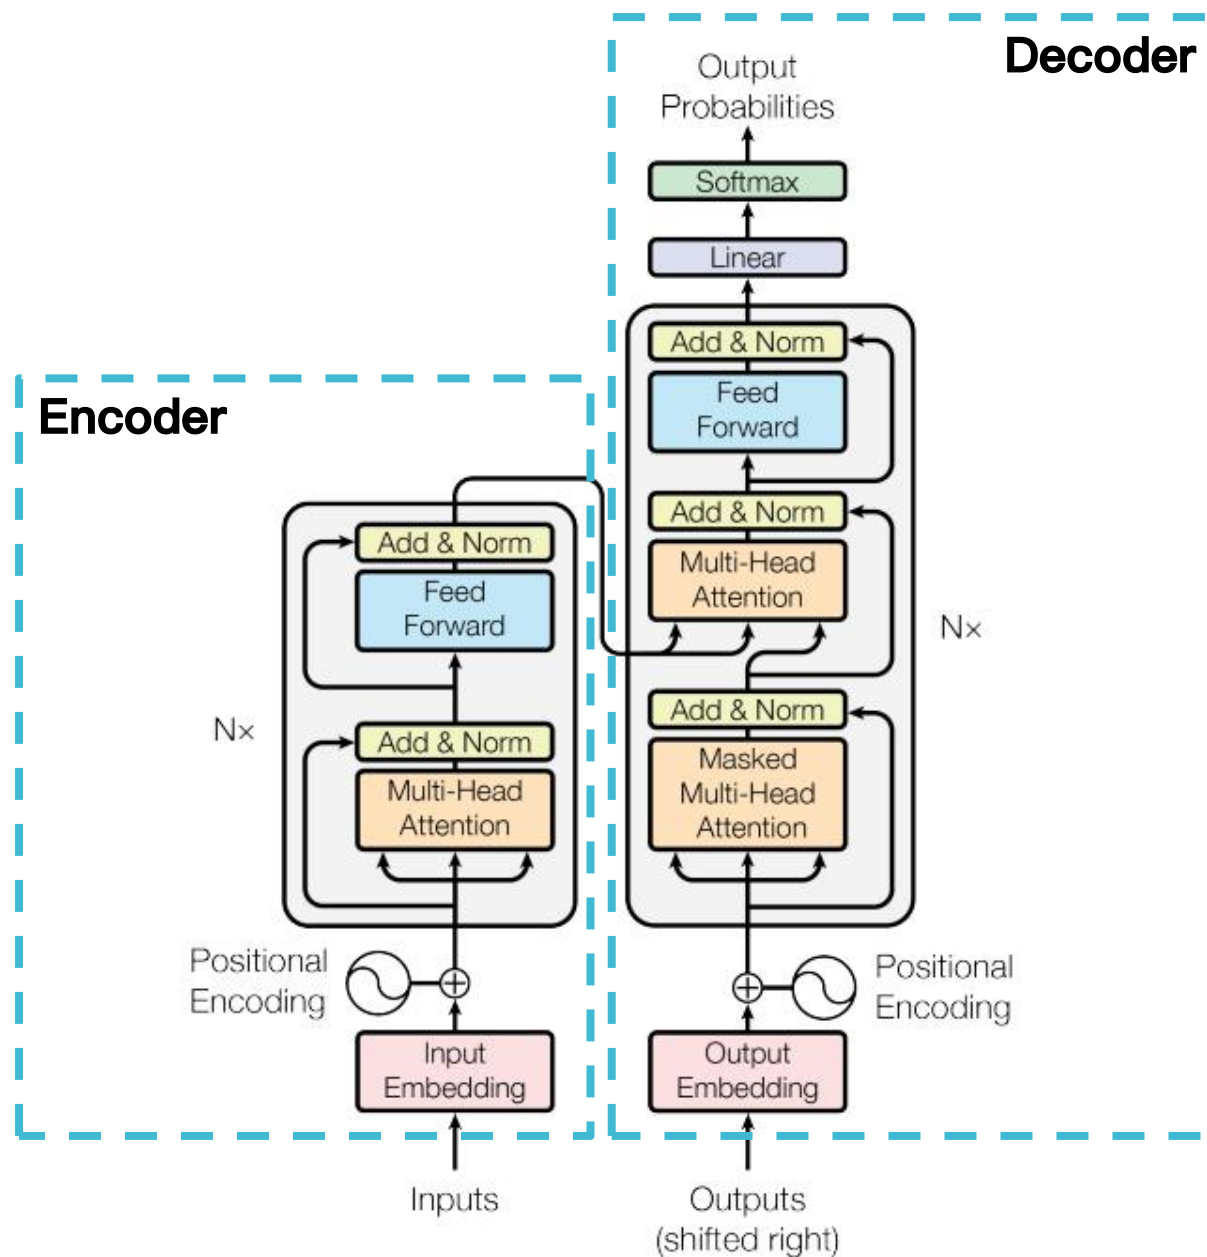 Decoder
Output
Probabilities
Softmax
Linear
Add & Norm
Feed
Forward
Add & Norm
Multi-Head
Attention
N×
Add & Norm
Masked
Multi-Head
Attention
Positional
Encoding
Output
Embedding
Outputs
(shifted right)
Encoder
Add & Norm
Feed
Forward
N×
Add & Norm
Multi-Head
Attention
Positional
Encoding
Input
Embedding
Inputs